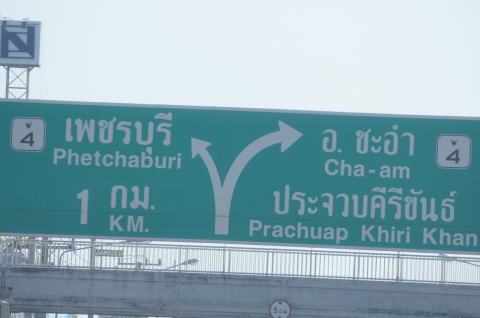 N
4
เพชรบุรี
Phetchaburi
1 กม.
KM.
อ. ชะอำ
Cha-am
4
ประจวบคีรีขันธ์
Prachuap Khiri Khan